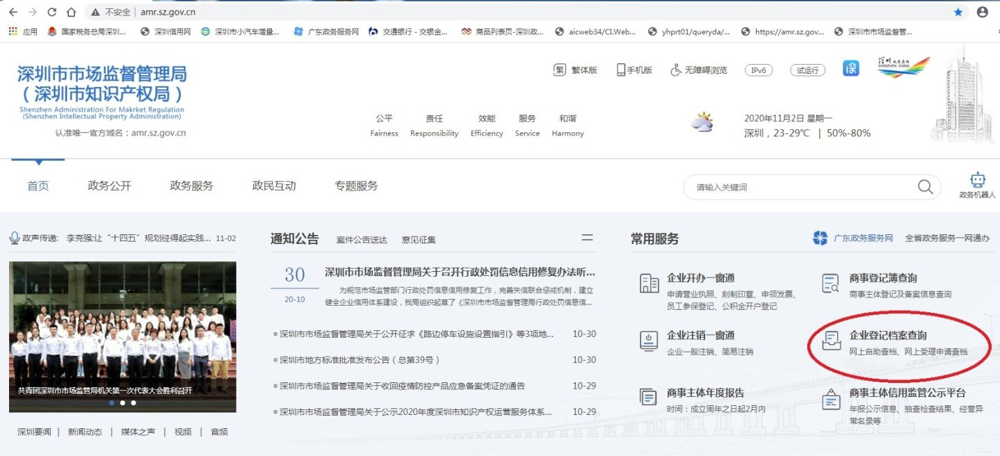 不安全 | amr.sz.gov.cn
应用 国家税务总局深圳... 深圳信用网 深圳市小汽车增量... 广东政务服务网 交通银行 - 交银金... 商品列表页-深圳政... aicweb34/CI.Web... yhprt01/queryda/... https://amr.sz.gov... 深圳市市场监督管...
深圳市市场监督管理局
（深圳市知识产权局）
Shenzhen Administration For Makrket Regulation
(Shenzhen Intellectual Property Administration)
认准唯一官方域名：amr.sz.gov.cn
繁 繁体版 手机版 无障碍浏览 IPv6 试运行
SHENZHEN CHINA
公平 责任 效能 服务 和谐
Fairness Responsibility Efficiency Service Harmony
2020年11月2日 星期一
深圳，23-29℃ | 50%-80%
首页 政务公开 政务服务 政民互动 专题服务
请输入关键词
政务机器人
政声传递: 李克强:让“十四五”规划经得起实践... 11-02
共青团深圳市市场监管局机关第一次代表大会胜利召开
深圳要闻 | 新闻动态 | 媒体之声 | 视频 | 音频
通知公告 案件公告送达 意见征集
30
20-10
深圳市市场监督管理局关于召开行政处罚信息信用修复办法听...
为规范市场监管部门行政处罚信息信用修复工作，完善失信联合惩戒机制，建立
健全企业信用体系建设，我局组织起草了《深圳市市场监督管理局行政处罚信息信...
深圳市市场监督管理局关于公开征求《路边停车设施设置指引》等3项地... 10-30
深圳市地方标准批准发布公告（总第39号） 10-30
深圳市市场监督管理局关于收回疫情防控产品应急备案凭证的通告 10-29
深圳市市场监督管理局关于公示2020年度深圳市知识产权运营服务体系... 10-29
常用服务 广东政务服务网 全省政务服务一网通办
企业开办一窗通
申请营业执照、刻制印章、申领发票、
员工参保登记、公积金开户登记
商事登记簿查询
商事主体登记及备案信息查询
企业注销一窗通
企业一般注销、简易注销
企业登记档案查询
网上自助查档、网上受理申请查档
商事主体年度报告
时间：成立周年之日起2月内
商事主体信用监管公示平台
年报公示信息、抽查检查结果、经营异
常名录等